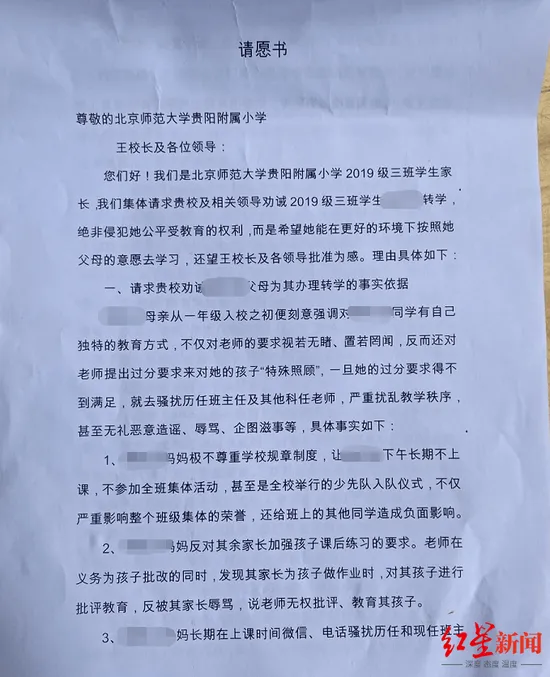 请愿书
尊敬的北京师范大学贵阳附属小学
王校长及各位领导：
您们好！我们是北京师范大学贵阳附属小学 2019 级三班学生家
长，我们集体请求贵校及相关领导劝诫 2019 级三班学生转学，
绝非侵犯她公平受教育的权利，而是希望她能在更好的环境下按照她
父母的意愿去学习，还望王校长及各领导批准为感。理由具体如下：
一、请求贵校劝诫父母为其办理转学的事实依据
母亲从一年级入校之初便刻意强调对同学有自己
独特的教育方式，不仅对老师的要求视若无睹、置若罔闻，反而还对
老师提出过分要求来对她的孩子“特殊照顾”，一旦她的过分要求得不
到满足，就去骚扰历任班主任及其他科任老师，严重扰乱教学秩序，
甚至无礼恶意造谣、辱骂、企图滋事等，具体事实如下：
1、妈妈极不尊重学校规章制度，让下午长期不上
课，不参加全班集体活动，甚至是全校举行的少先队入队仪式，不仅
严重影响整个班级集体的荣誉，还给班上的其他同学造成负面影响。
2、妈妈反对其余家长加强孩子课后练习的要求。老师在
义务为孩子批改的同时，发现其家长为孩子做作业时，对其孩子进行
批评教育，反被其家长辱骂，说老师无权批评、教育其孩子。
3、妈长期在上课时间微信、电话骚扰历任和现任班主
红星新闻
深度 态度 温度